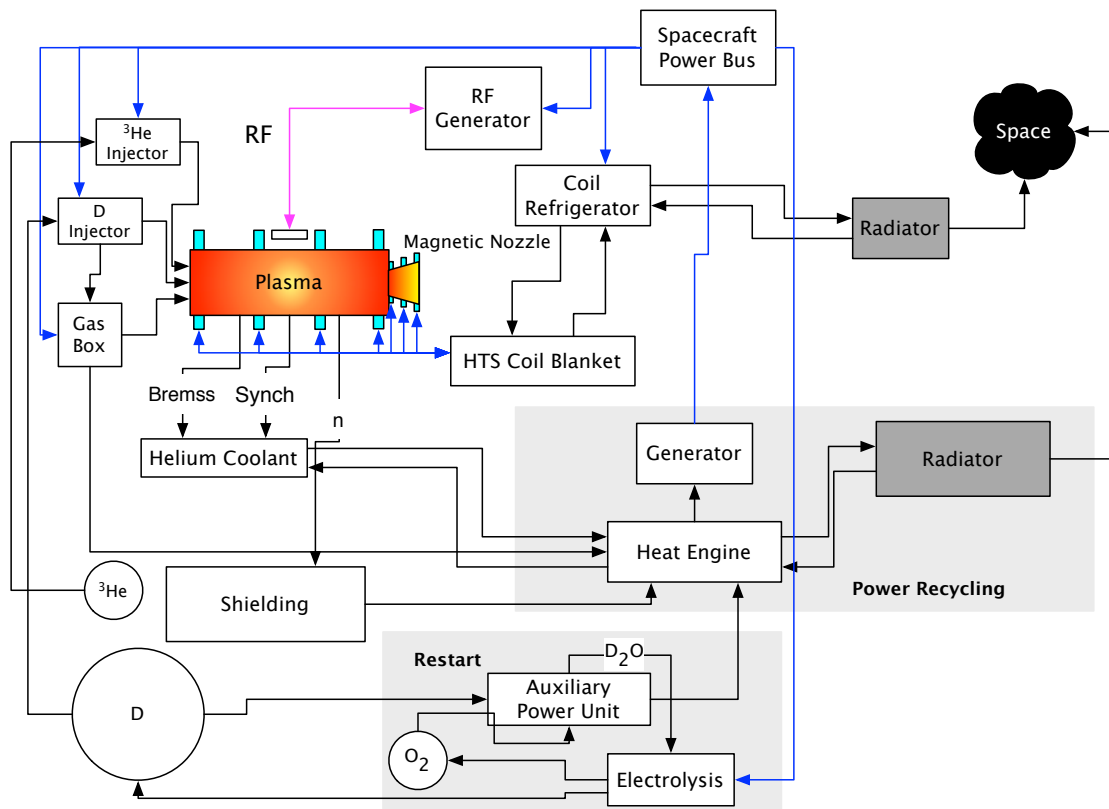 Spacecraft
Power Bus
RF
Generator
RF
Space
³He
Injector
Coil
Refrigerator
D
Injector
Radiator
Magnetic Nozzle
Plasma
Gas
Box
HTS Coil Blanket
Bremss
Synch
n
Helium Coolant
Generator
Radiator
Heat Engine
Power Recycling
³He
Shielding
Restart
D₂O
Auxiliary
Power Unit
D
O₂
Electrolysis